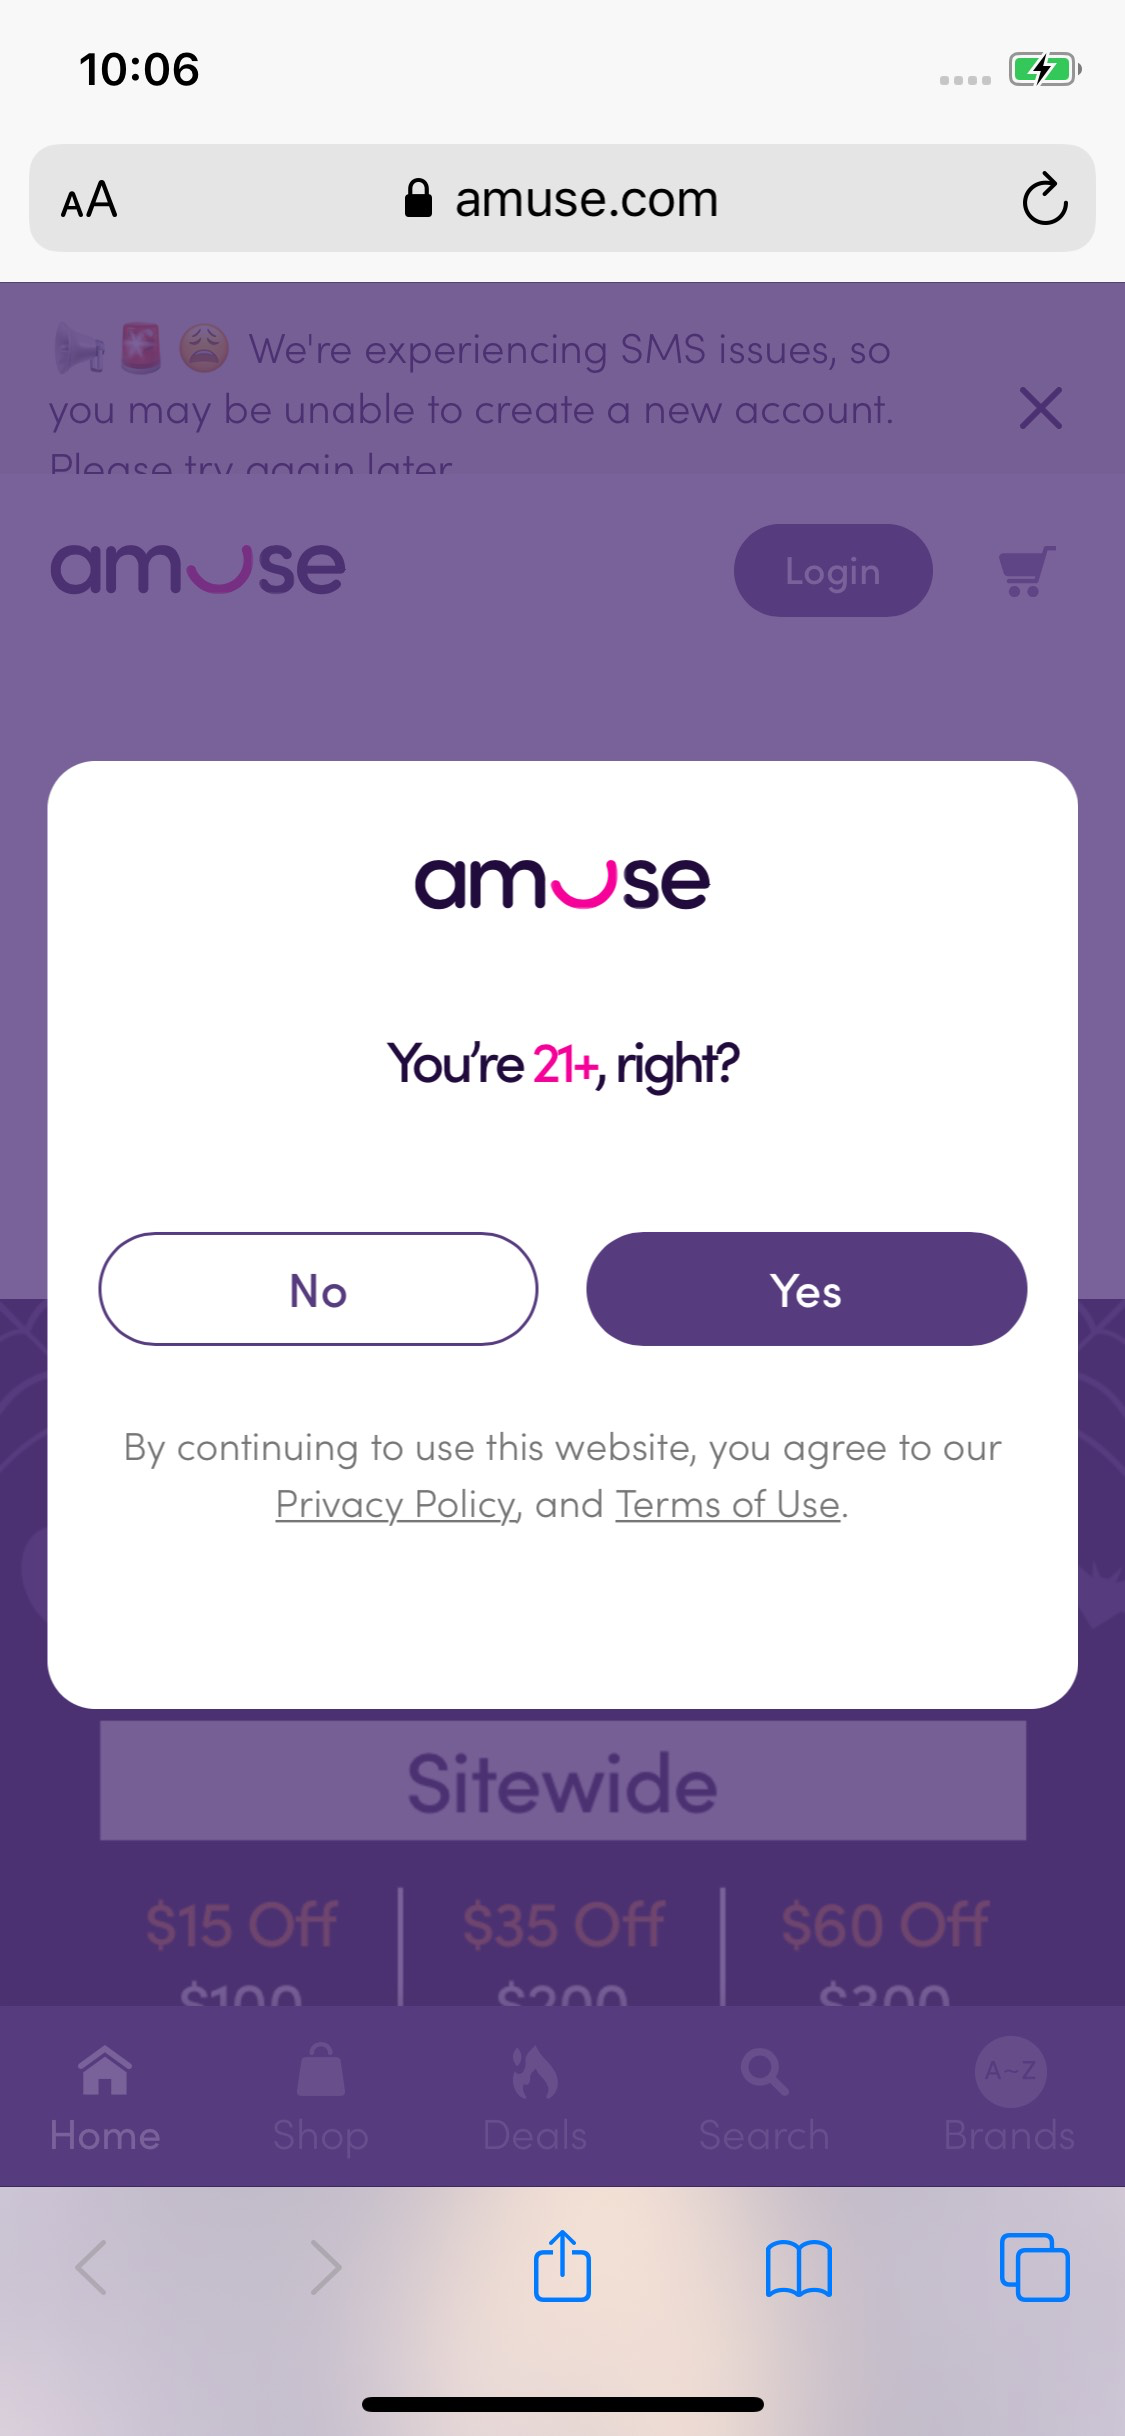 10:06
AA
amuse.com
We're experiencing SMS issues, so
you may be unable to create a new account.
Please try again later
amuse
Login
amuse
You're 21+, right?
No
Yes
By continuing to use this website, you agree to our
Privacy Policy, and Terms of Use.
Sitewide
$15 Off
$35 Off
$60 Off
$100
$200
$300
A~Z
Home
Shop
Deals
Search
Brands